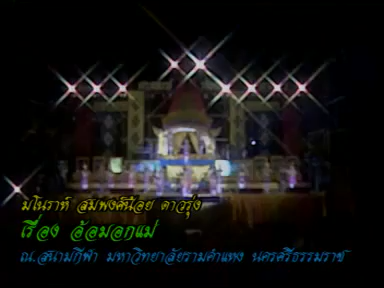 มโนราห์ สมพงศ์น้อย ดาวรุ่ง
เรื่อง อ้อมอกแม่
ณ.สนามกีฬา มหาวิทยาลัยรามคำแหง นครศรีธรรมราช